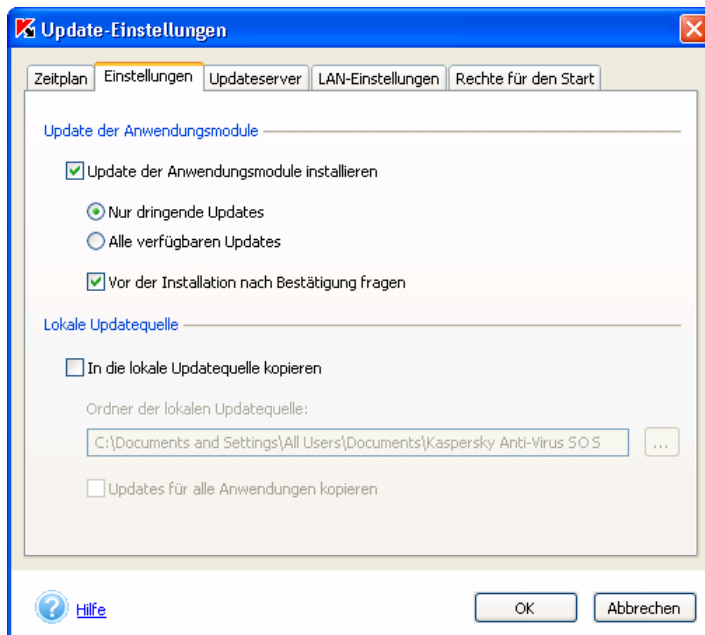 Update-Einstellungen
Zeitplan Einstellungen Updateserver LAN-Einstellungen Rechte für den Start
Update der Anwendungsmodule
Update der Anwendungsmodule installieren
Nur dringende Updates
Alle verfügbaren Updates
Vor der Installation nach Bestätigung fragen
Lokale Updatequelle
In die lokale Updatequelle kopieren
Ordner der lokalen Updatequelle:
C:\Documents and Settings\All Users\Documents\Kaspersky Anti-Virus SOS ...
Updates für alle Anwendungen kopieren
Hilfe OK Abbrechen